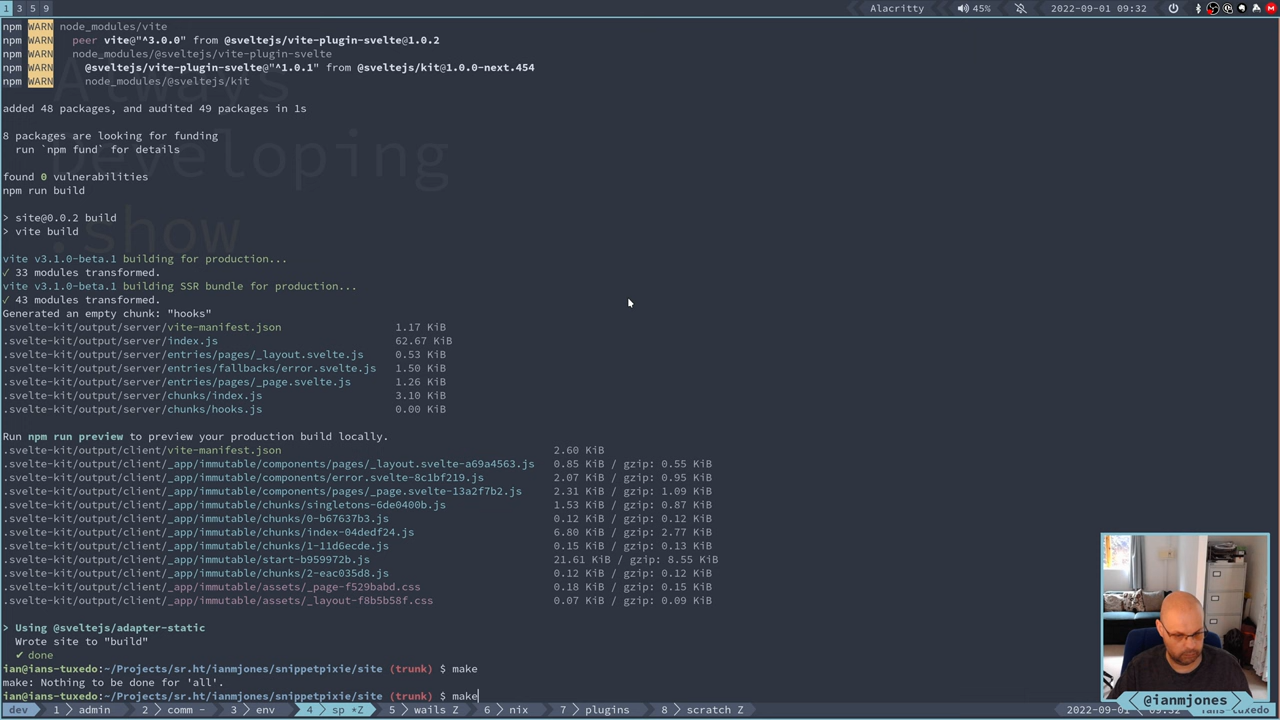 1 3 5 9 Alacritty 45% 2022-09-01 09:32
npm WARN node_modules/vite
npm WARN   peer vite@"^3.0.0" from @sveltejs/vite-plugin-svelte@1.0.2
npm WARN   node_modules/@sveltejs/vite-plugin-svelte
npm WARN     @sveltejs/vite-plugin-svelte@"^1.0.1" from @sveltejs/kit@1.0.0-next.454
npm WARN     node_modules/@sveltejs/kit
Always
added 48 packages, and audited 49 packages in 1s
8 packages are looking for funding
  run `npm fund` for details
Developing
found 0 vulnerabilities
npm run build
> site@0.0.2 build
> vite build
.show
vite v3.1.0-beta.1 building for production...
✓ 33 modules transformed.
vite v3.1.0-beta.1 building SSR bundle for production...
✓ 43 modules transformed.
Generated an empty chunk: "hooks"
.svelte-kit/output/server/vite-manifest.json 1.17 KiB
.svelte-kit/output/server/index.js 62.67 KiB
.svelte-kit/output/server/entries/pages/_layout.svelte.js 0.53 KiB
.svelte-kit/output/server/entries/fallbacks/error.svelte.js 1.50 KiB
.svelte-kit/output/server/entries/pages/_page.svelte.js 1.26 KiB
.svelte-kit/output/server/chunks/index.js 3.10 KiB
.svelte-kit/output/server/chunks/hooks.js 0.00 KiB
Run npm run preview to preview your production build locally.
.svelte-kit/output/client/vite-manifest.json 2.60 KiB
.svelte-kit/output/client/_app/immutable/components/pages/_layout.svelte-a69a4563.js 0.85 KiB / gzip: 0.55 KiB
.svelte-kit/output/client/_app/immutable/components/error.svelte-8c1bf219.js 2.07 KiB / gzip: 0.95 KiB
.svelte-kit/output/client/_app/immutable/components/pages/_page.svelte-13a2f7b2.js 2.31 KiB / gzip: 1.09 KiB
.svelte-kit/output/client/_app/immutable/chunks/singletons-6de0400b.js 1.53 KiB / gzip: 0.87 KiB
.svelte-kit/output/client/_app/immutable/chunks/0-b67637b3.js 0.12 KiB / gzip: 0.12 KiB
.svelte-kit/output/client/_app/immutable/chunks/index-04dedf24.js 6.80 KiB / gzip: 2.77 KiB
.svelte-kit/output/client/_app/immutable/chunks/1-11d6ecde.js 0.15 KiB / gzip: 0.13 KiB
.svelte-kit/output/client/_app/immutable/start-b959972b.js 21.61 KiB / gzip: 8.55 KiB
.svelte-kit/output/client/_app/immutable/chunks/2-eac035d8.js 0.12 KiB / gzip: 0.12 KiB
.svelte-kit/output/client/_app/immutable/assets/_page-f529babd.css 0.18 KiB / gzip: 0.15 KiB
.svelte-kit/output/client/_app/immutable/assets/_layout-f8b5b58f.css 0.07 KiB / gzip: 0.09 KiB
> Using @sveltejs/adapter-static
  Wrote site to "build"
  ✔ done
ian@ians-tuxedo:~/Projects/sr.ht/ianmjones/snippetpixie/site (trunk) $ make
make: Nothing to be done for 'all'.
ian@ians-tuxedo:~/Projects/sr.ht/ianmjones/snippetpixie/site (trunk) $ make
@ianmjones
dev 1 admin 2 comm - 3 env 4 sp *Z 5 wails Z 6 nix 7 plugins 8 scratch Z